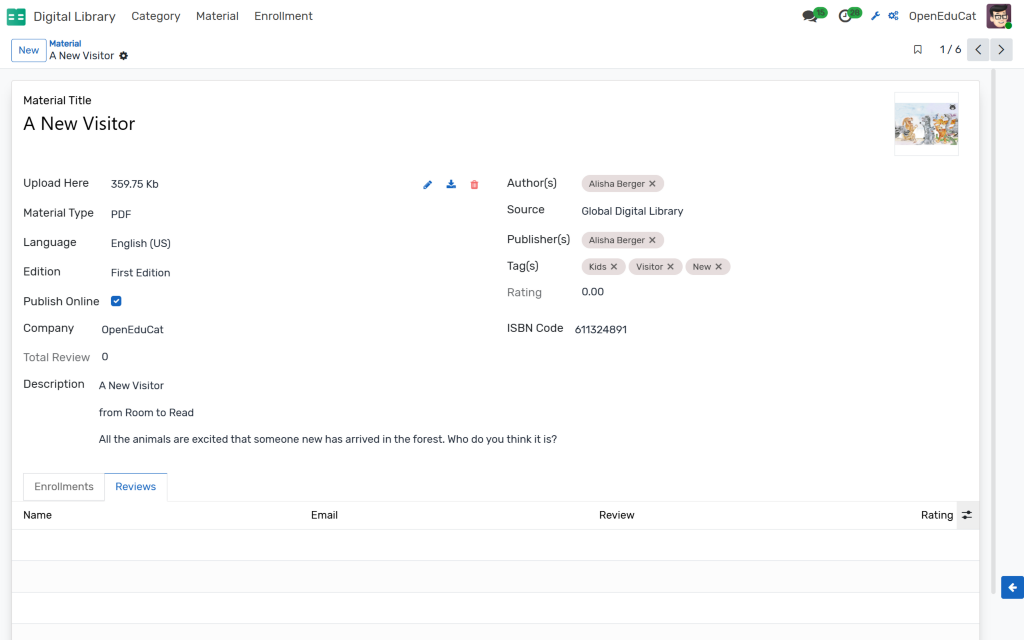 Digital Library Category Material Enrollment 15 28 OpenEduCat
New Material 1 / 6
A New Visitor
Material Title
A New Visitor
Upload Here 359.75 Kb
Material Type PDF
Language English (US)
Edition First Edition
Publish Online
Company OpenEduCat
Total Review 0
Description A New Visitor
from Room to Read
All the animals are excited that someone new has arrived in the forest. Who do you think it is?
Author(s) Alisha Berger
Source Global Digital Library
Publisher(s) Alisha Berger
Tag(s) Kids Visitor New
Rating 0.00
ISBN Code 611324891
Enrollments Reviews
Name Email Review Rating